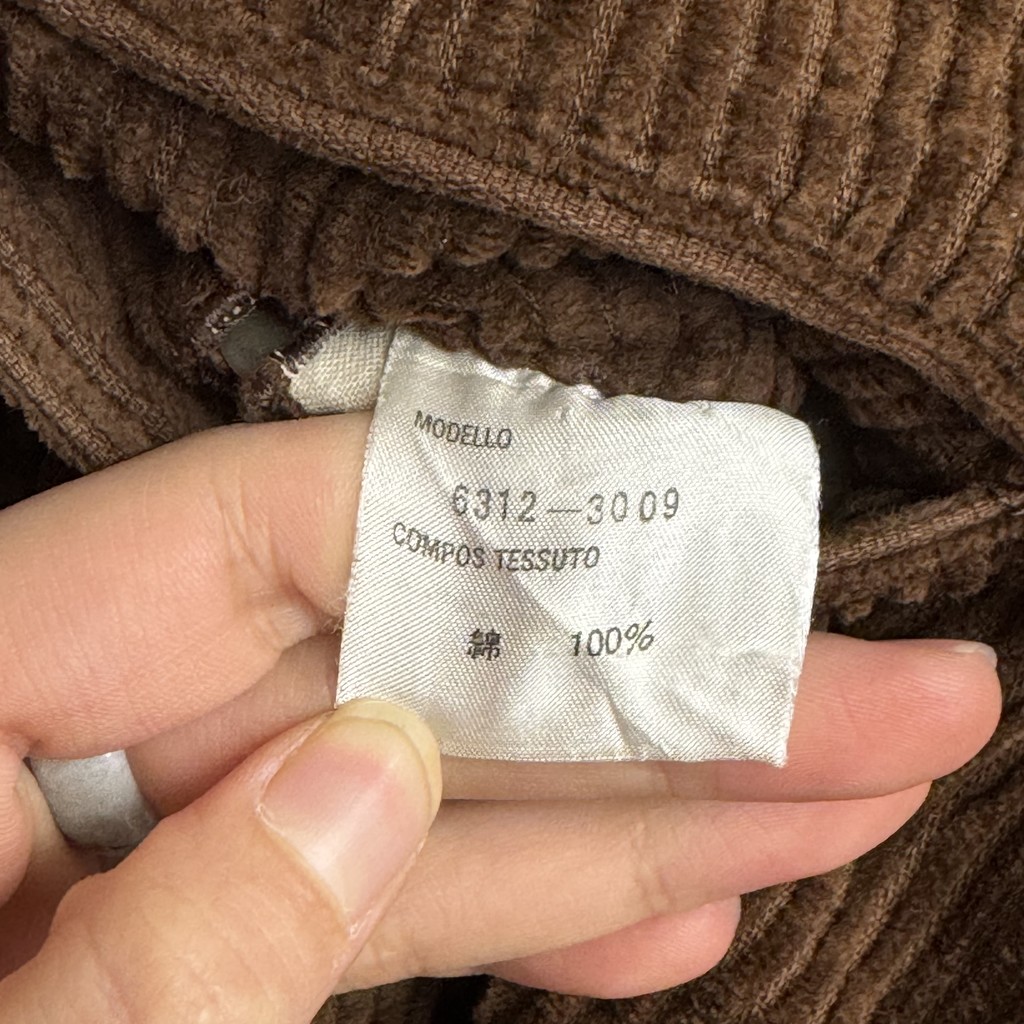 MODELLO
6312—3009
COMPOS TESSUTO
綿 100%